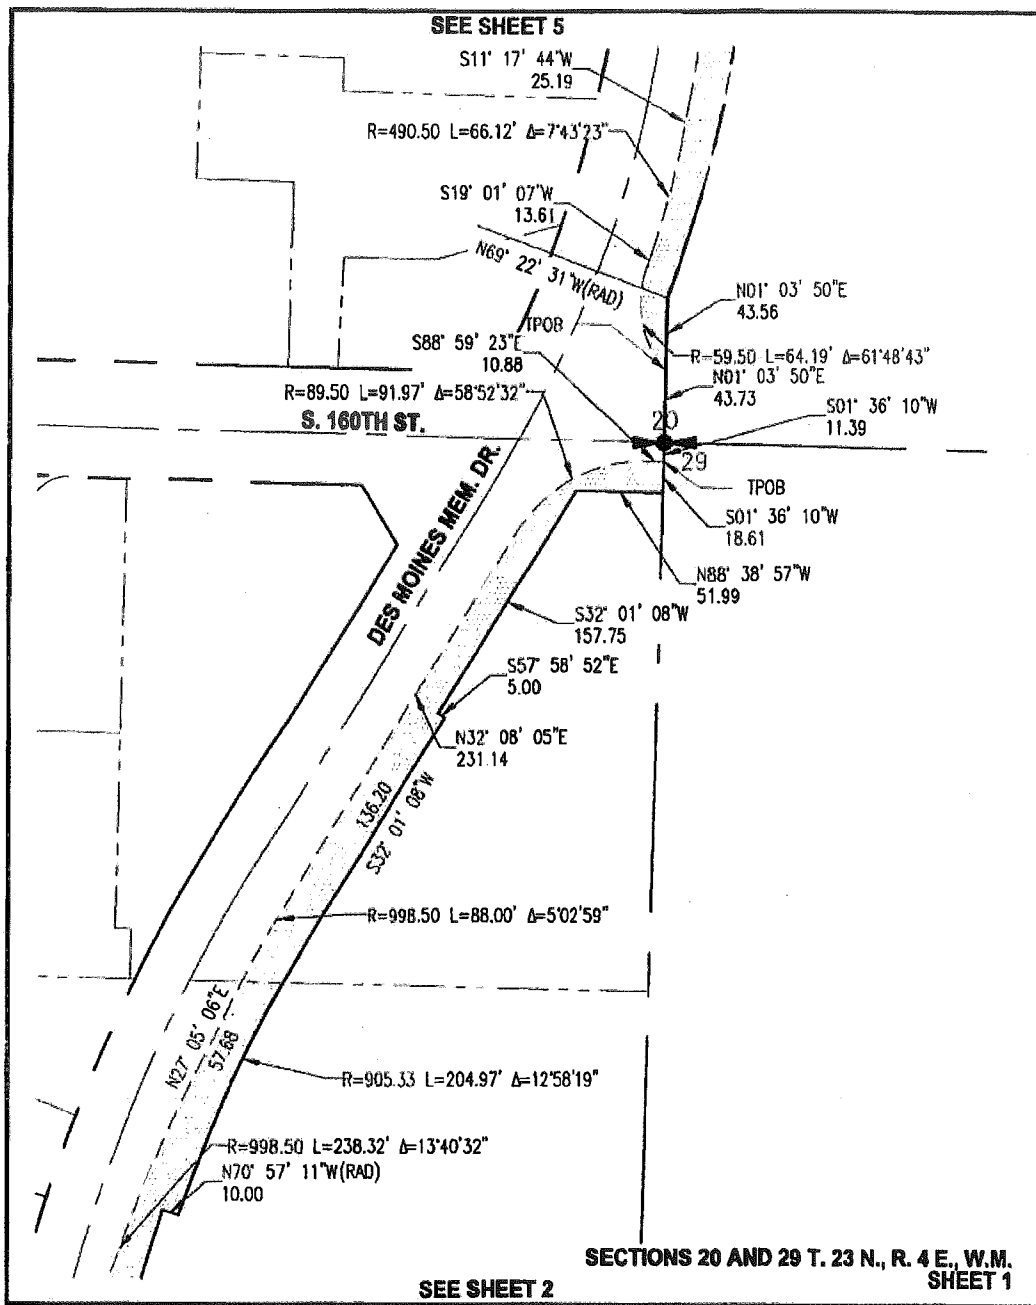 SEE SHEET 5
S11° 17' 44"W
25.19
R=490.50 L=66.12' Δ=7°43'23"
S19° 01' 07"W
13.61
N69° 22' 31"W(RAD)
N01° 03' 50"E
43.56
TPOB
S88° 59' 23"E
10.88
R=59.50 L=64.19' Δ=61°48'43"
N01° 03' 50"E
43.73
R=89.50 L=91.97' Δ=58°52'32"
S. 160TH ST.
20
S01° 36' 10"W
11.39
29
TPOB
S01° 36' 10"W
18.61
DES MOINES MEM. DR.
N88° 38' 57"W
51.99
S32° 01' 08"W
157.75
S57° 58' 52"E
5.00
N32° 08' 05"E
231.14
136.20
S32° 01' 08"W
R=998.50 L=88.00' Δ=5°02'59"
N27° 05' 06"E
57.68
R=905.33 L=204.97' Δ=12°58'19"
R=998.50 L=238.32' Δ=13°40'32"
N70° 57' 11"W(RAD)
10.00
SECTIONS 20 AND 29 T. 23 N., R. 4 E., W.M.
SHEET 1
SEE SHEET 2